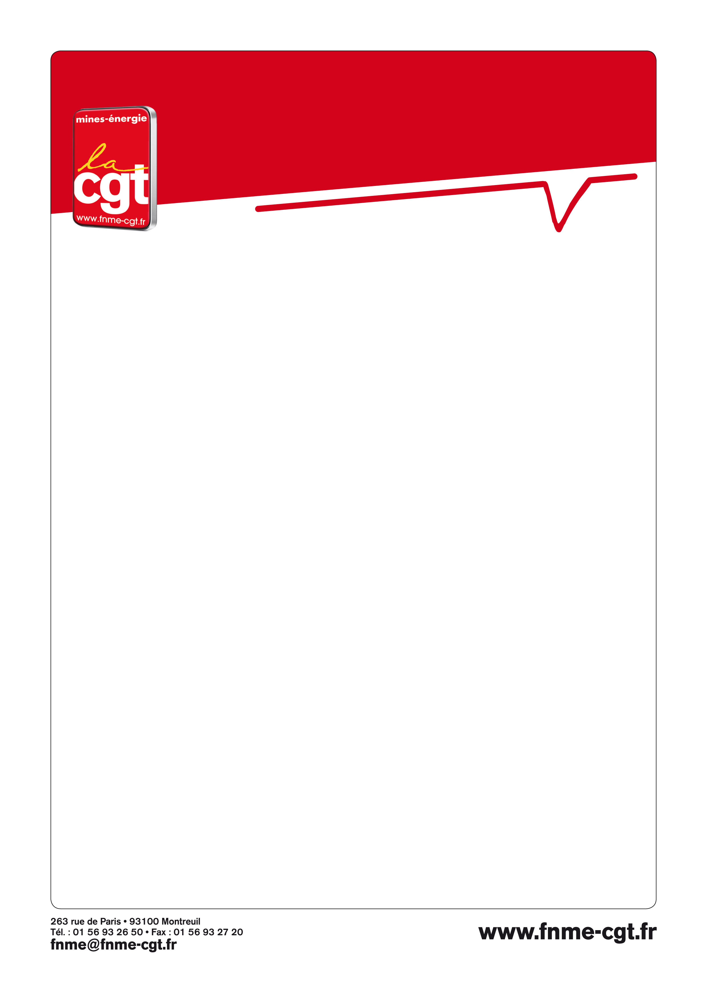 mines-énergie
la
cgt
www.fnme-cgt.fr
263 rue de Paris • 93100 Montreuil
Tél. : 01 56 93 26 50 • Fax : 01 56 93 27 20
fnme@fnme-cgt.fr
www.fnme-cgt.fr